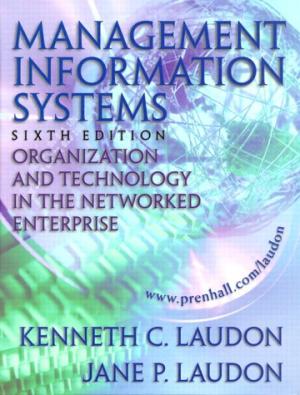 MANAGEMENT
INFORMATION
SYSTEMS
SIXTH EDITION
ORGANIZATION
AND TECHNOLOGY
IN THE NETWORKED
ENTERPRISE
www.prenhall.com/laudon
KENNETH C. LAUDON
JANE P. LAUDON